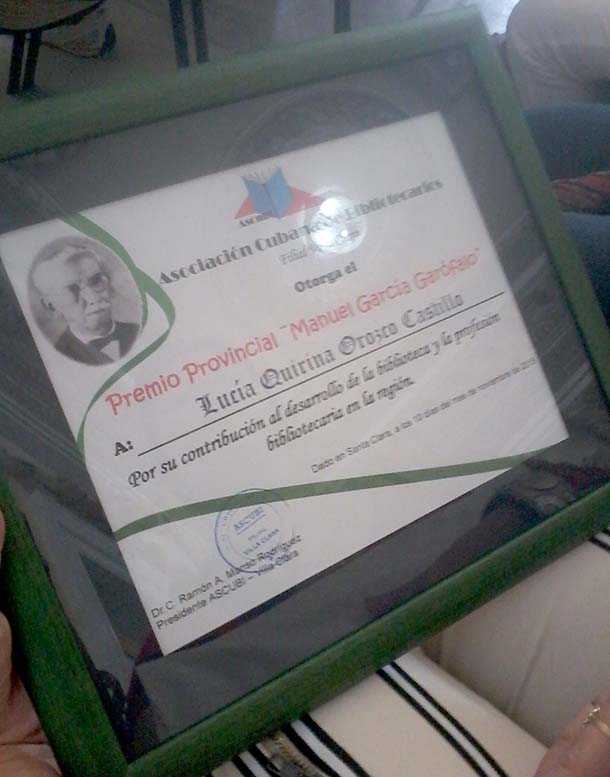 ASCUBI
Asociación Cubana de Bibliotecarios
Filial
Otorga el
Premio Provincial "Manuel García Garófalo"
A: Lucía Quirina Orozco Castillo
Por su contribución al desarrollo de la biblioteca y la profesión
bibliotecaria en la región.
Dado en Santa Clara, a los 10 días del mes de noviembre de
ASCUBI
VILLA CLARA
Dr.C. Ramón A. Manso Rodríguez
Presidente ASCUBI – Villa Clara